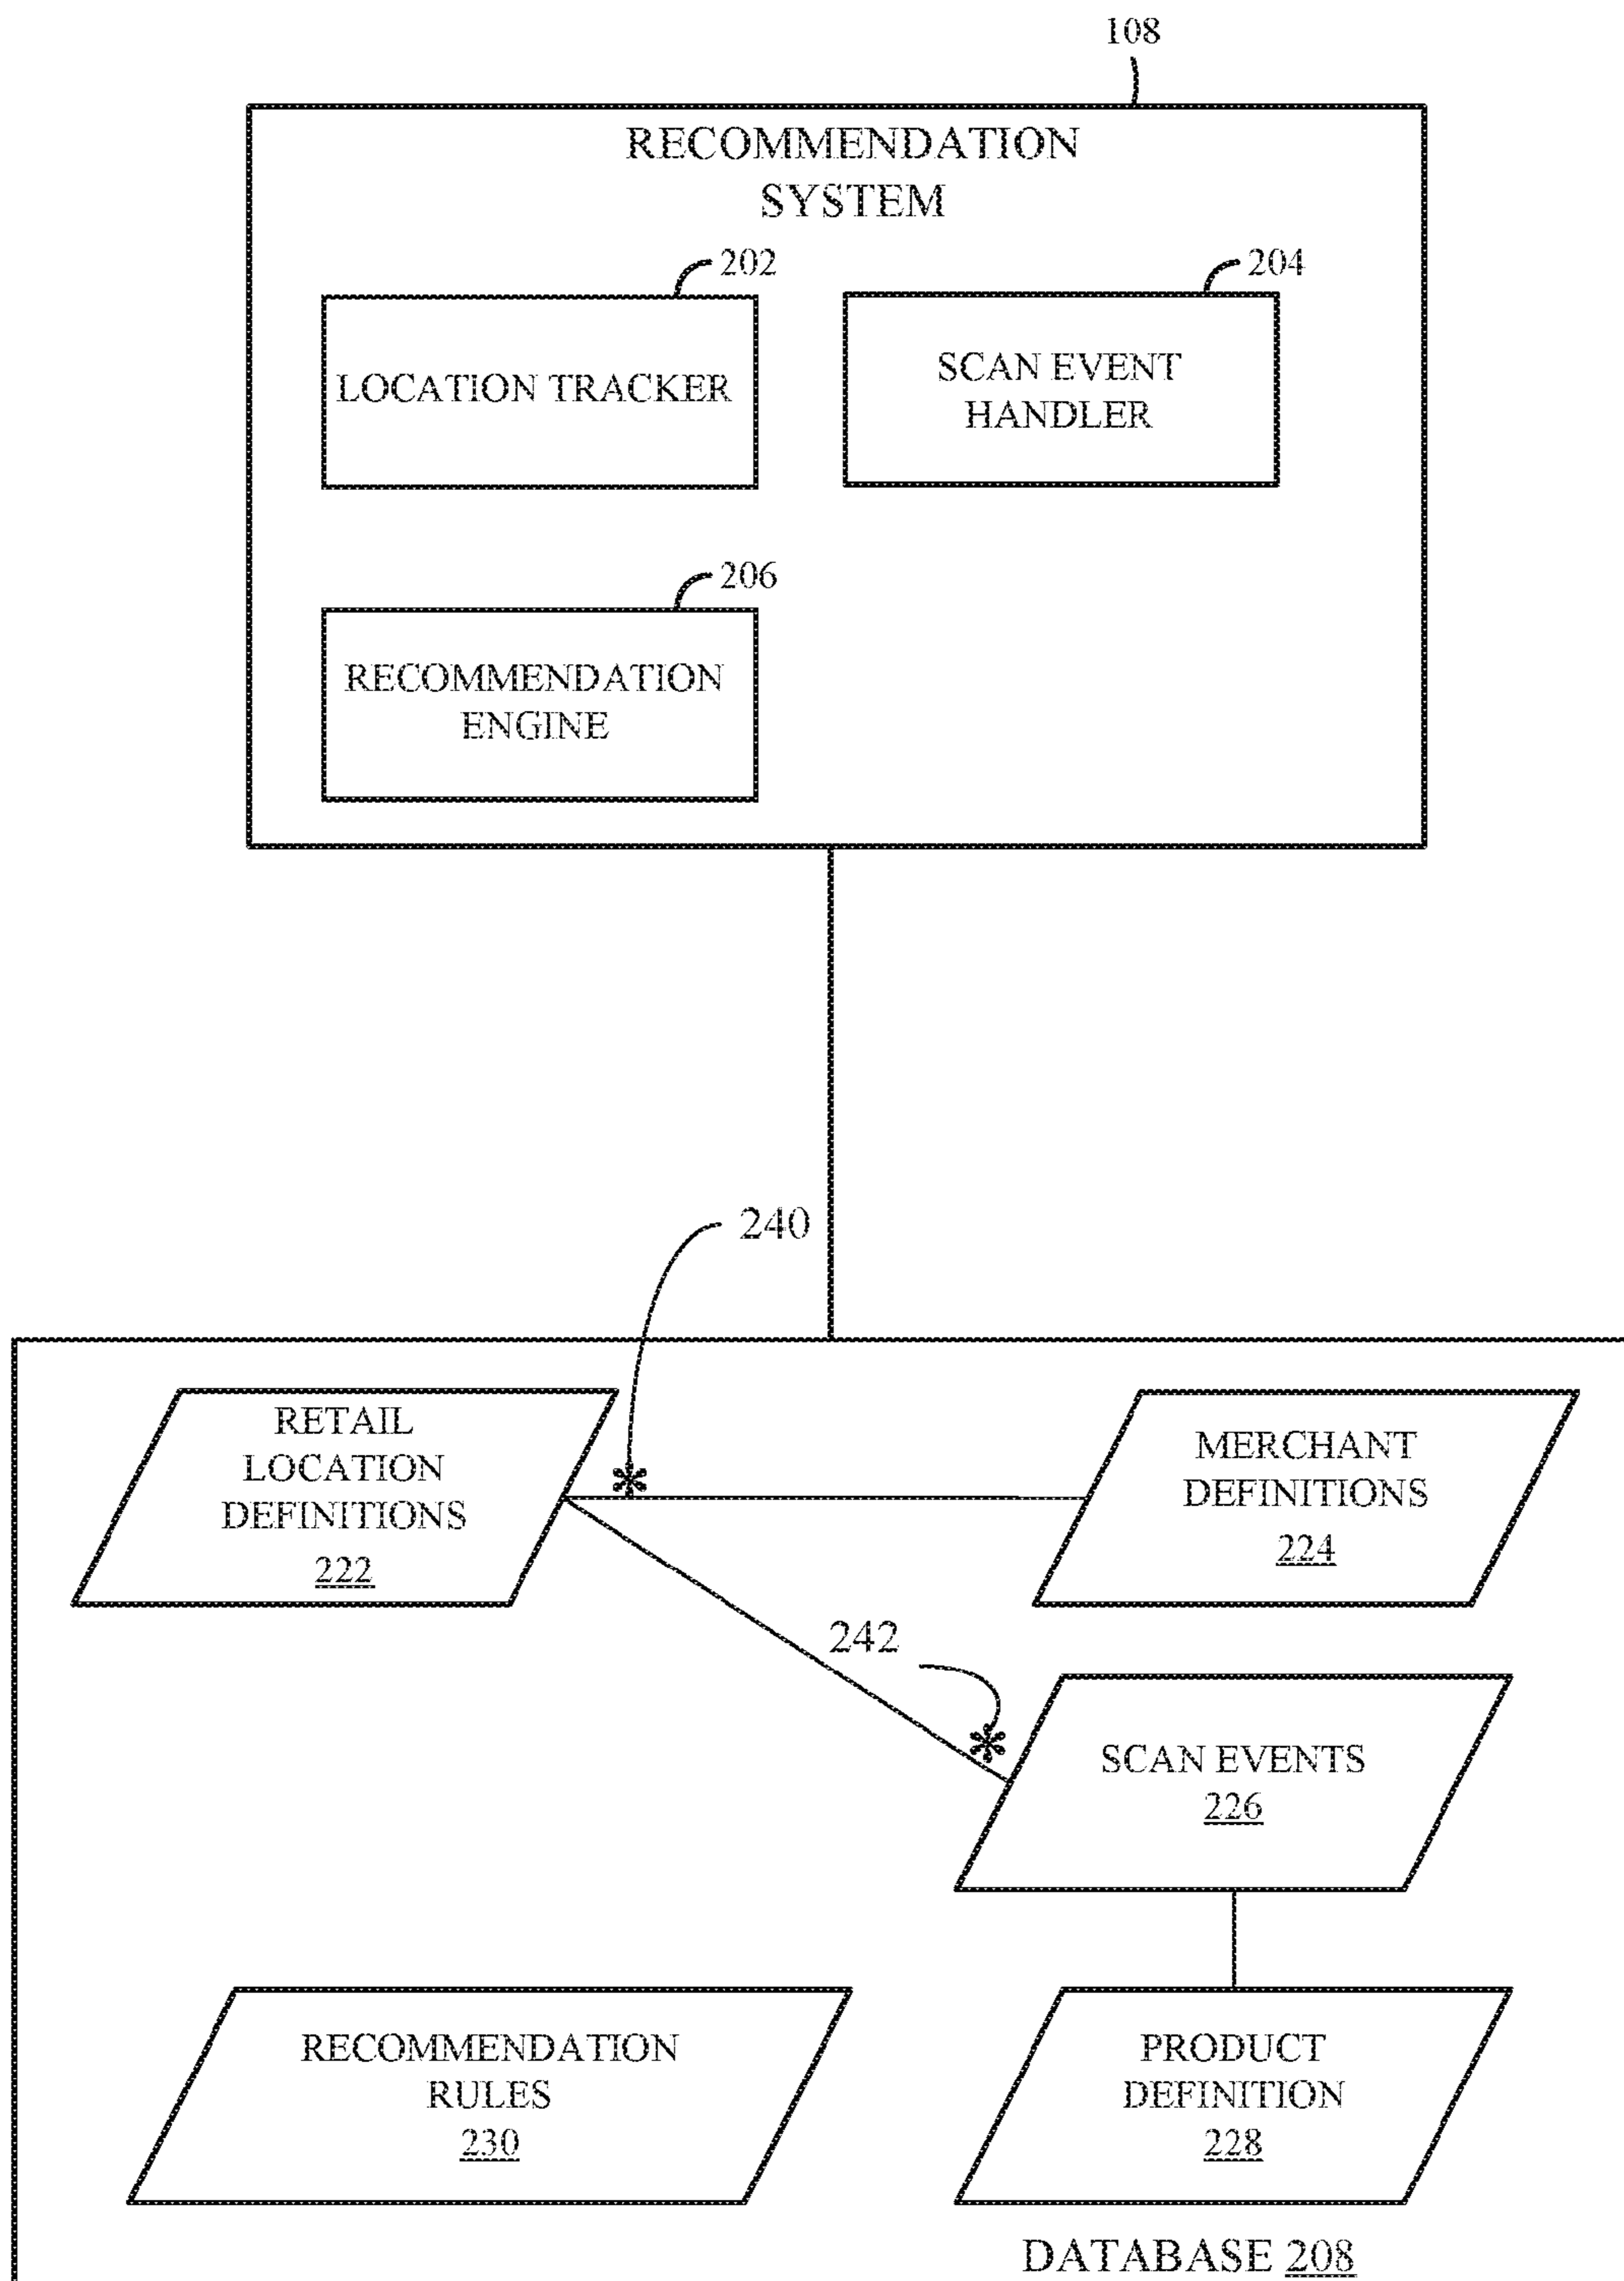 108
RECOMMENDATION
SYSTEM
202
204
LOCATION TRACKER
SCAN EVENT
HANDLER
206
RECOMMENDATION
ENGINE
240
RETAIL
LOCATION
DEFINITIONS
222
*
MERCHANT
DEFINITIONS
224
242
*
SCAN EVENTS
226
RECOMMENDATION
RULES
230
PRODUCT
DEFINITION
228
DATABASE 208